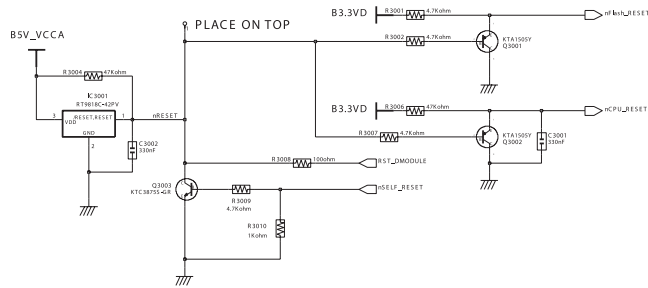 PLACE ON TOP
B3.3VD
R3001 4.7Kohm
nFlash_RESET
R3002 4.7Kohm
KTA1505Y
Q3001
B5V_VCCA
R3004 47Kohm
IC3001
RT9818C-42PV
3 /RESET,RESET 1
VDD
GND
2
nRESET
C3002
330nF
B3.3VD
R3006 47Kohm
nCPU_RESET
R3007 4.7Kohm
KTA1505Y
Q3002
C3001
330nF
R3008 100ohm
RST_DMODULE
Q3003
KTC3875S-GR
R3009
4.7Kohm
nSELF_RESET
R3010
1Kohm